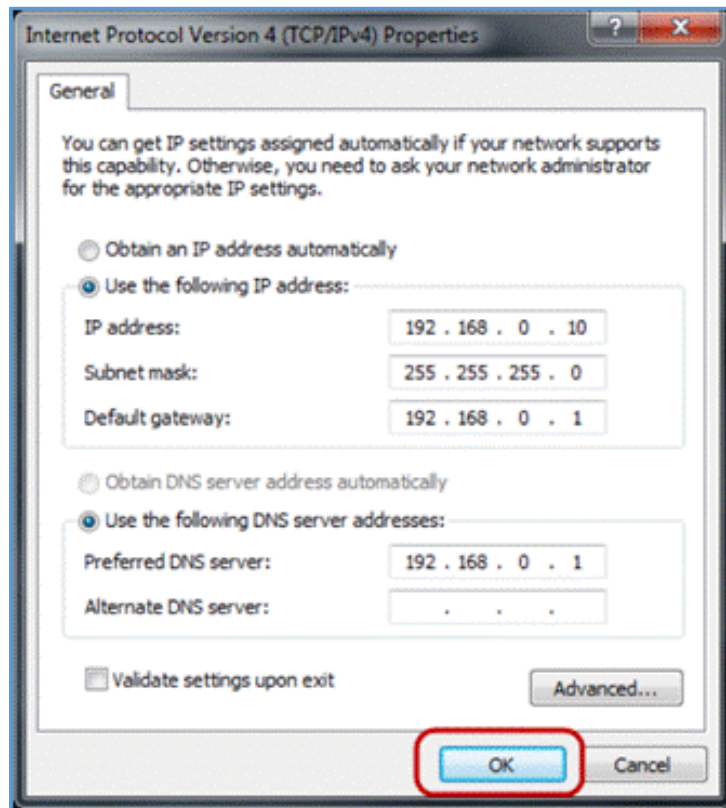 Internet Protocol Version 4 (TCP/IPv4) Properties
General
You can get IP settings assigned automatically if your network supports
this capability. Otherwise, you need to ask your network administrator
for the appropriate IP settings.
Obtain an IP address automatically
Use the following IP address:
IP address: 192 . 168 . 0 . 10
Subnet mask: 255 . 255 . 255 . 0
Default gateway: 192 . 168 . 0 . 1
Obtain DNS server address automatically
Use the following DNS server addresses:
Preferred DNS server: 192 . 168 . 0 . 1
Alternate DNS server: . . .
Validate settings upon exit
Advanced...
OK Cancel